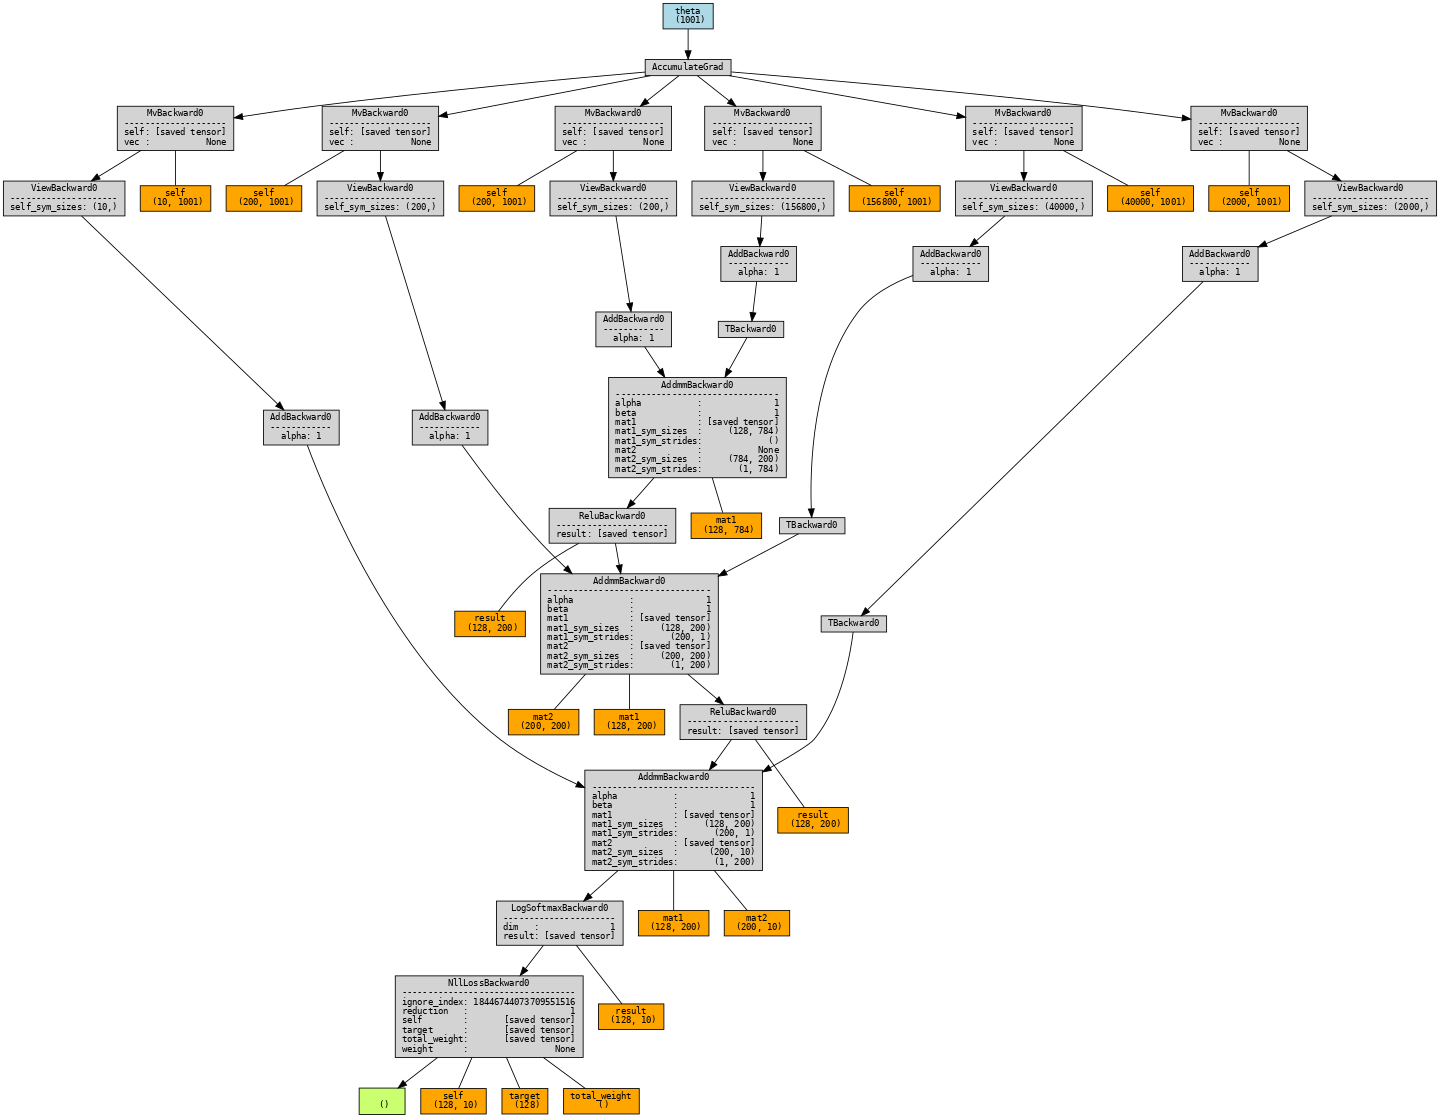 theta
(1001)
AccumulateGrad
MvBackward0
-------------------
self: [saved tensor]
vec : None
MvBackward0
-------------------
self: [saved tensor]
vec : None
MvBackward0
-------------------
self: [saved tensor]
vec : None
MvBackward0
-------------------
self: [saved tensor]
vec : None
MvBackward0
-------------------
self: [saved tensor]
vec : None
MvBackward0
-------------------
self: [saved tensor]
vec : None
ViewBackward0
--------------------
self_sym_sizes: (10,)
self
(10, 1001)
self
(200, 1001)
ViewBackward0
---------------------
self_sym_sizes: (200,)
self
(200, 1001)
ViewBackward0
---------------------
self_sym_sizes: (200,)
ViewBackward0
------------------------
self_sym_sizes: (156800,)
self
(156800, 1001)
ViewBackward0
-----------------------
self_sym_sizes: (40000,)
self
(40000, 1001)
self
(2000, 1001)
ViewBackward0
----------------------
self_sym_sizes: (2000,)
AddBackward0
------------
alpha: 1
AddBackward0
------------
alpha: 1
AddBackward0
------------
alpha: 1
AddBackward0
------------
alpha: 1
TBackward0
AddmmBackward0
--------------------------------
alpha : 1
beta : 1
mat1 : [saved tensor]
mat1_sym_sizes : (128, 784)
mat1_sym_strides: ()
mat2 : None
mat2_sym_sizes : (784, 200)
mat2_sym_strides: (1, 784)
AddBackward0
------------
alpha: 1
AddBackward0
------------
alpha: 1
ReluBackward0
----------------------
result: [saved tensor]
mat1
(128, 784)
TBackward0
AddmmBackward0
--------------------------------
alpha : 1
beta : 1
mat1 : [saved tensor]
mat1_sym_sizes : (128, 200)
mat1_sym_strides: (200, 1)
mat2 : [saved tensor]
mat2_sym_sizes : (200, 200)
mat2_sym_strides: (1, 200)
result
(128, 200)
TBackward0
mat2
(200, 200)
mat1
(128, 200)
ReluBackward0
----------------------
result: [saved tensor]
AddmmBackward0
--------------------------------
alpha : 1
beta : 1
mat1 : [saved tensor]
mat1_sym_sizes : (128, 200)
mat1_sym_strides: (200, 1)
mat2 : [saved tensor]
mat2_sym_sizes : (200, 10)
mat2_sym_strides: (1, 200)
result
(128, 200)
LogSoftmaxBackward0
----------------------
dim : 1
result: [saved tensor]
mat1
(128, 200)
mat2
(200, 10)
NllLossBackward0
----------------------------------
ignore_index: 18446744073709551516
reduction : 1
self : [saved tensor]
target : [saved tensor]
total_weight: [saved tensor]
weight : None
result
(128, 10)
()
self
(128, 10)
target
(128)
total_weight
()